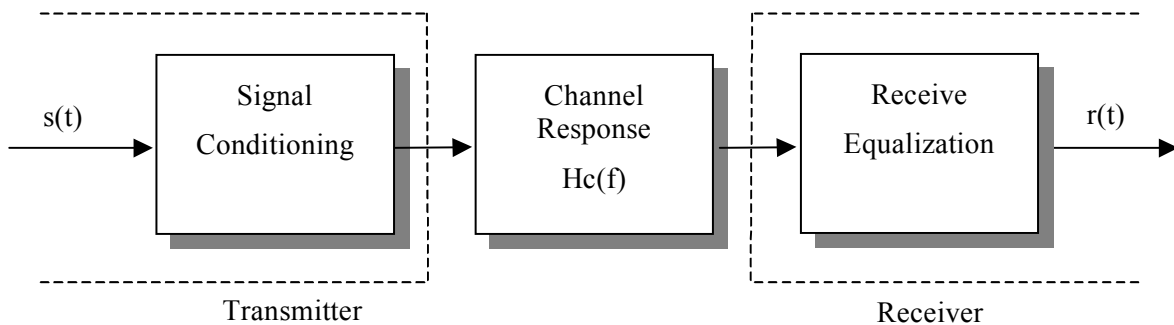 s(t)
Signal
Conditioning
Channel
Response
Hc(f)
Receive
Equalization
r(t)
Transmitter
Receiver